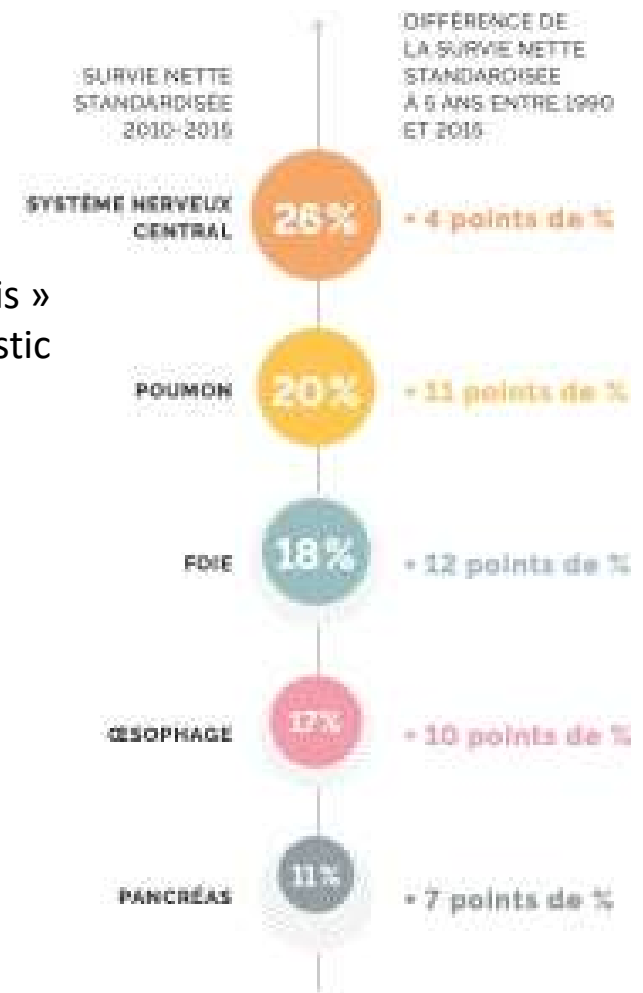 SURVIE NETTE
STANDARDISÉE
2010-2015
DIFFÉRENCE DE
LA SURVIE NETTE
STANDARDISÉE
À 5 ANS ENTRE 1990
ET 2015
SYSTÈME NERVEUX
CENTRAL
26%
+ 4 points de %
is »
stic
POUMON
20%
+ 11 points de %
FOIE
18%
+ 12 points de %
ŒSOPHAGE
17%
+ 10 points de %
PANCRÉAS
11%
+ 7 points de %